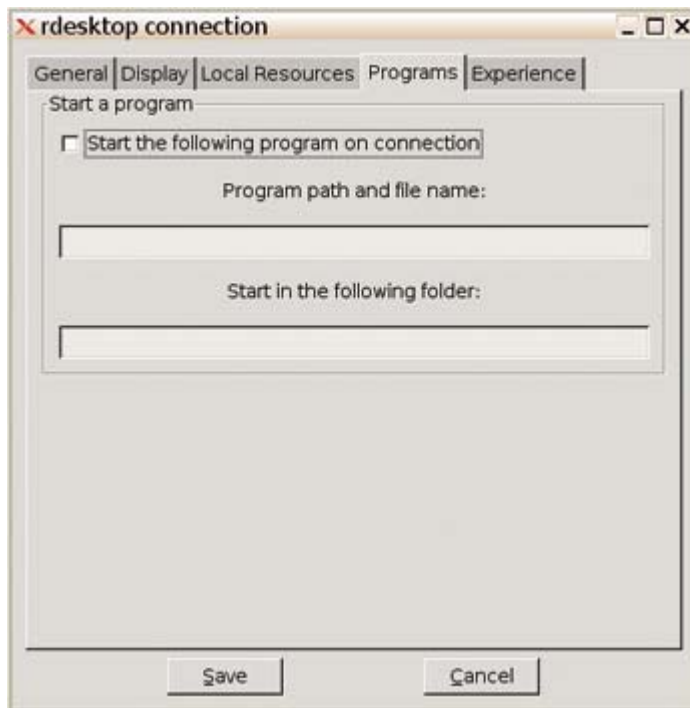 rdesktop connection
General Display Local Resources Programs Experience
Start a program
Start the following program on connection
Program path and file name:
Start in the following folder:
Save Cancel